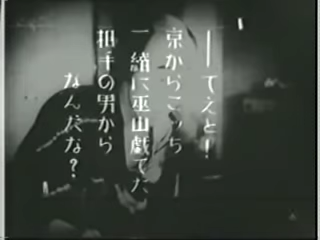 ──てえと！
京からこっち
一緒に巫山戯てた
相手の男から
なんだな？